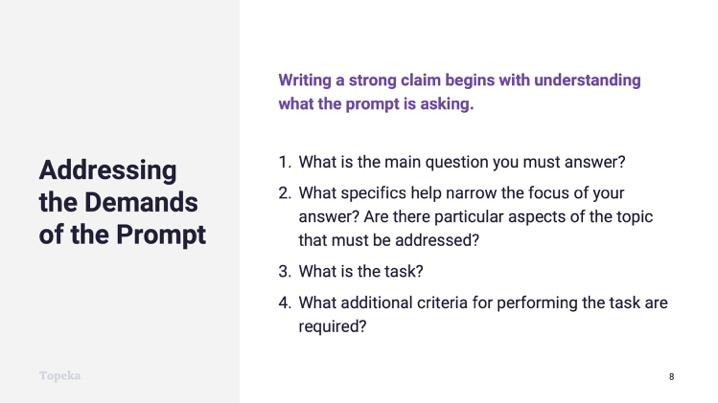 Addressing
the Demands
of the Prompt
Writing a strong claim begins with understanding
what the prompt is asking.
1. What is the main question you must answer?
2. What specifics help narrow the focus of your
answer? Are there particular aspects of the topic
that must be addressed?
3. What is the task?
4. What additional criteria for performing the task are
required?
Topeka
8